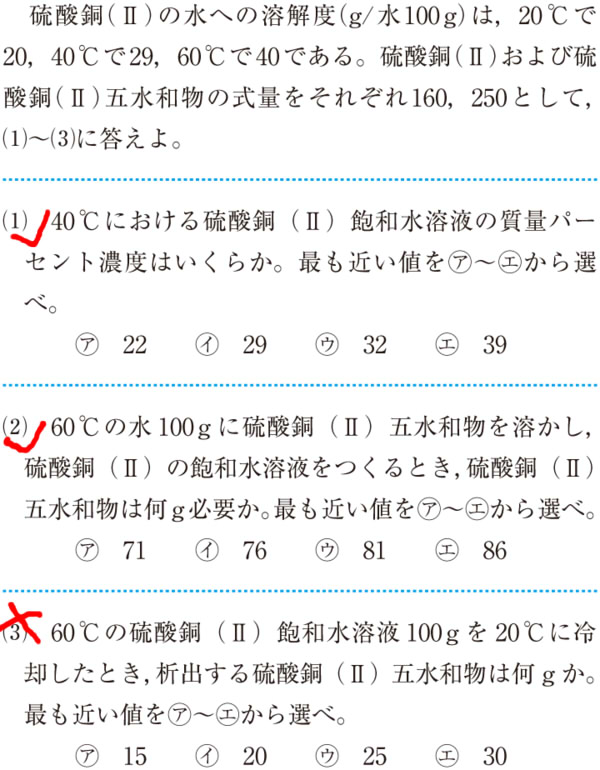 硫酸銅(Ⅱ)の水への溶解度(g/水100g)は，20℃で
20，40℃で29，60℃で40である。硫酸銅(Ⅱ)および硫
酸銅(Ⅱ)五水和物の式量をそれぞれ160，250として，
(1)～(3)に答えよ。
(1) 40℃における硫酸銅（Ⅱ）飽和水溶液の質量パー
セント濃度はいくらか。最も近い値を㋐～㋓から選
べ。
㋐ 22 ㋑ 29 ㋒ 32 ㋓ 39
(2) 60℃の水100gに硫酸銅（Ⅱ）五水和物を溶かし，
硫酸銅（Ⅱ）の飽和水溶液をつくるとき，硫酸銅（Ⅱ）
五水和物は何g必要か。最も近い値を㋐～㋓から選べ。
㋐ 71 ㋑ 76 ㋒ 81 ㋓ 86
(3) 60℃の硫酸銅（Ⅱ）飽和水溶液100gを20℃に冷
却したとき，析出する硫酸銅（Ⅱ）五水和物は何gか。
最も近い値を㋐～㋓から選べ。
㋐ 15 ㋑ 20 ㋒ 25 ㋓ 30